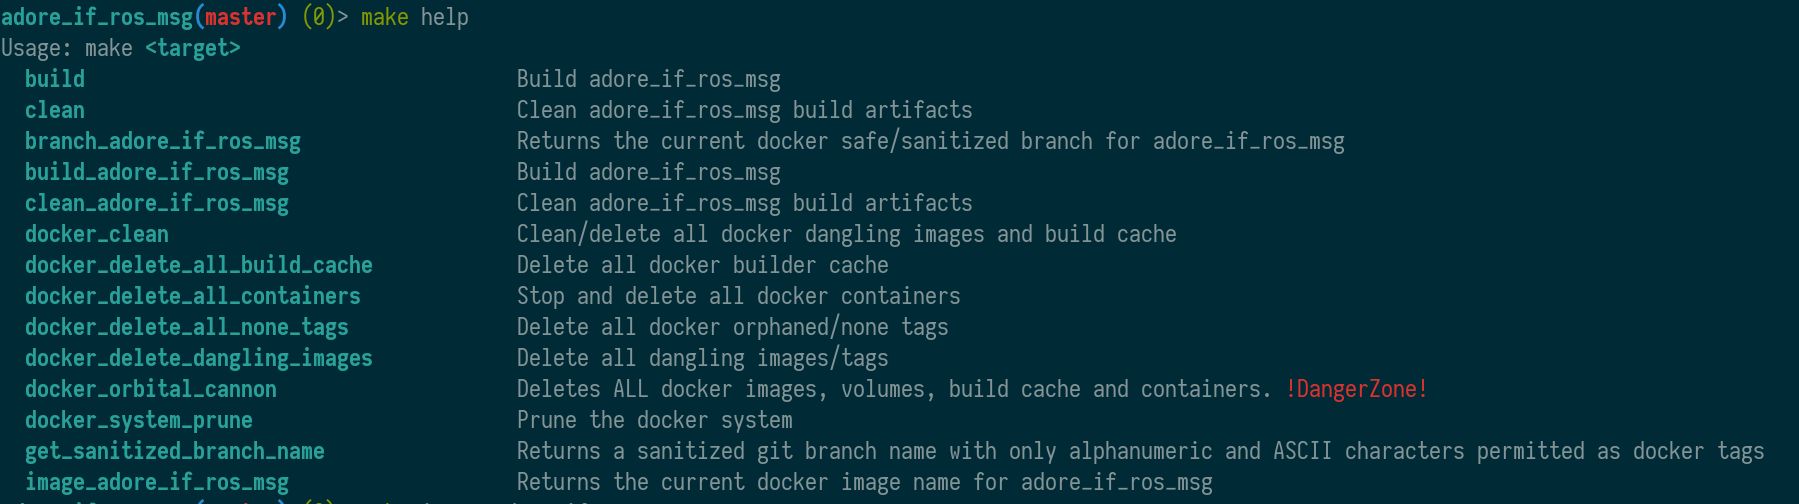 adore_if_ros_msg(master) (0)> make help
Usage: make <target>
build Build adore_if_ros_msg
clean Clean adore_if_ros_msg build artifacts
branch_adore_if_ros_msg Returns the current docker safe/sanitized branch for adore_if_ros_msg
build_adore_if_ros_msg Build adore_if_ros_msg
clean_adore_if_ros_msg Clean adore_if_ros_msg build artifacts
docker_clean Clean/delete all docker dangling images and build cache
docker_delete_all_build_cache Delete all docker builder cache
docker_delete_all_containers Stop and delete all docker containers
docker_delete_all_none_tags Delete all docker orphaned/none tags
docker_delete_dangling_images Delete all dangling images/tags
docker_orbital_cannon Deletes ALL docker images, volumes, build cache and containers. !DangerZone!
docker_system_prune Prune the docker system
get_sanitized_branch_name Returns a sanitized git branch name with only alphanumeric and ASCII characters permitted as docker tags
image_adore_if_ros_msg Returns the current docker image name for adore_if_ros_msg